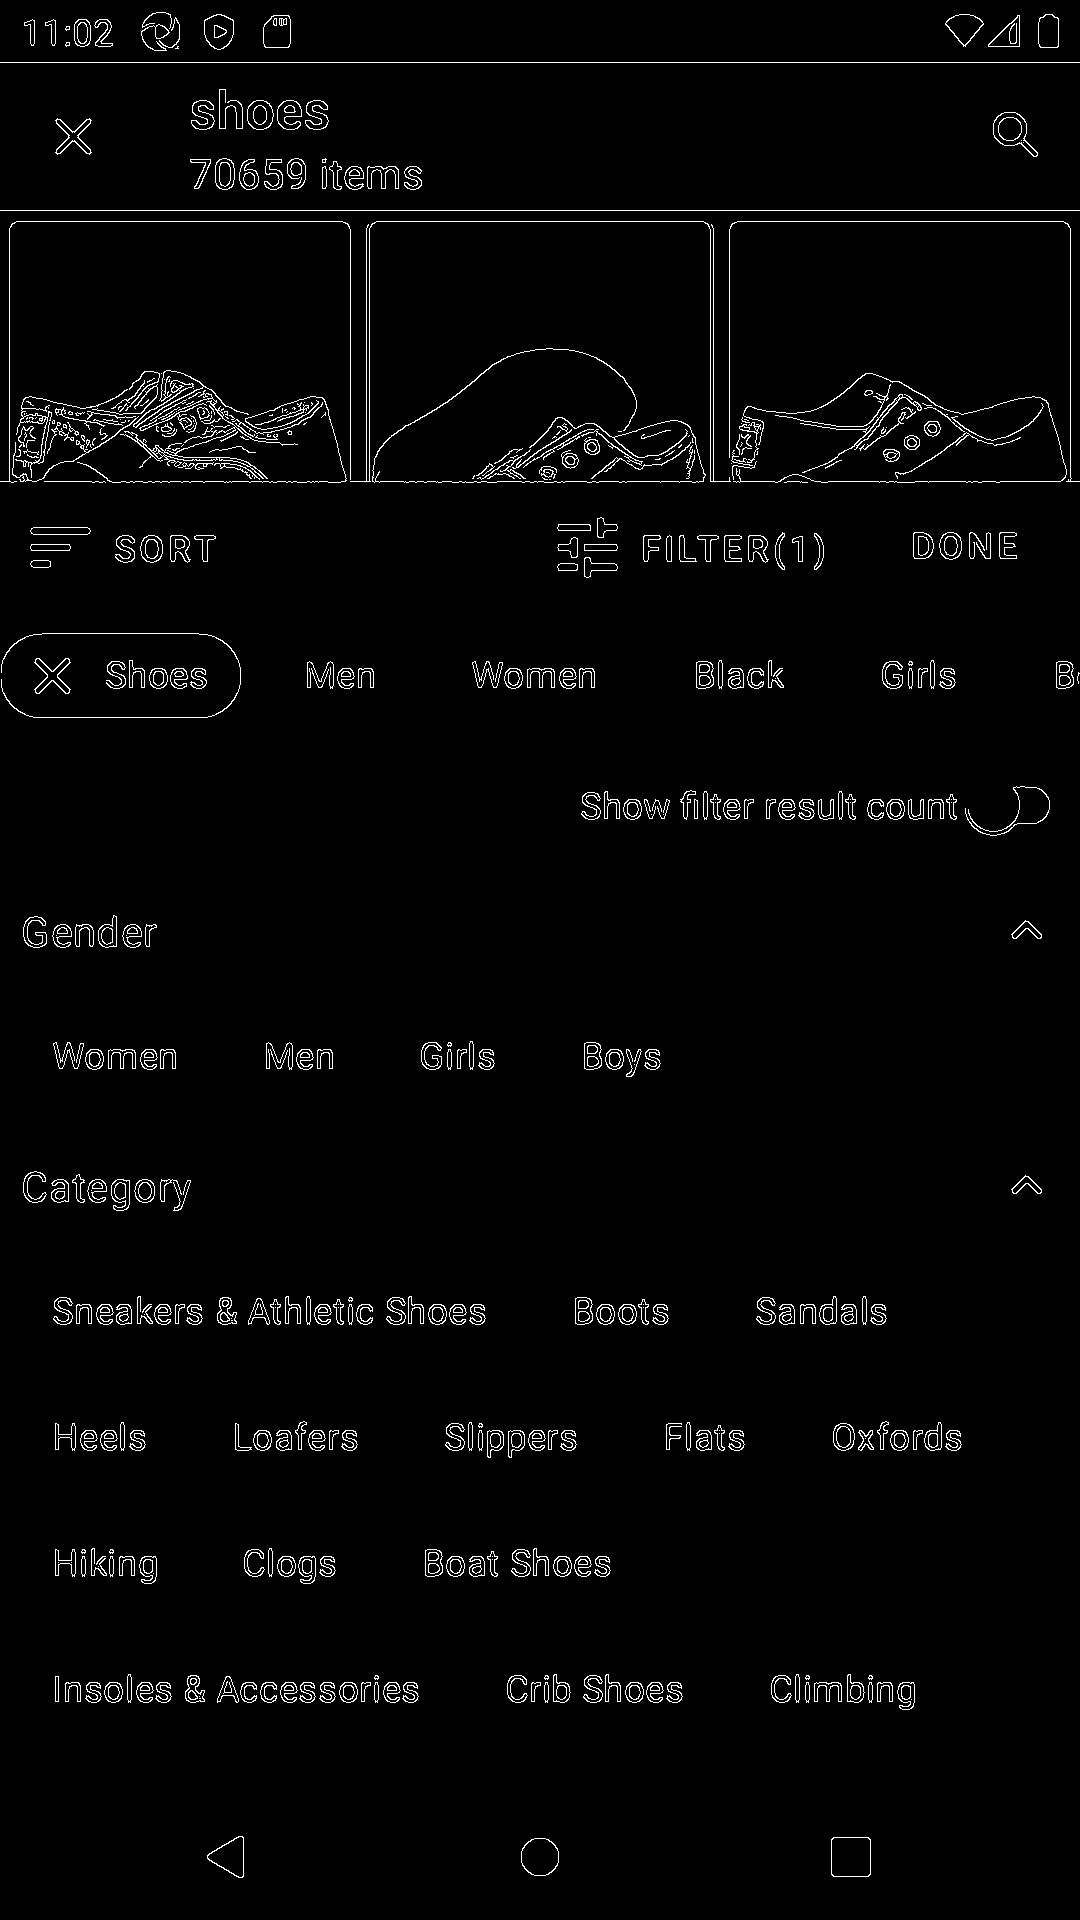 11:02
shoes
70659 items
SORT FILTER(1) DONE
Shoes Men Women Black Girls
Show filter result count
Gender
Women Men Girls Boys
Category
Sneakers & Athletic Shoes Boots Sandals
Heels Loafers Slippers Flats Oxfords
Hiking Clogs Boat Shoes
Insoles & Accessories Crib Shoes Climbing